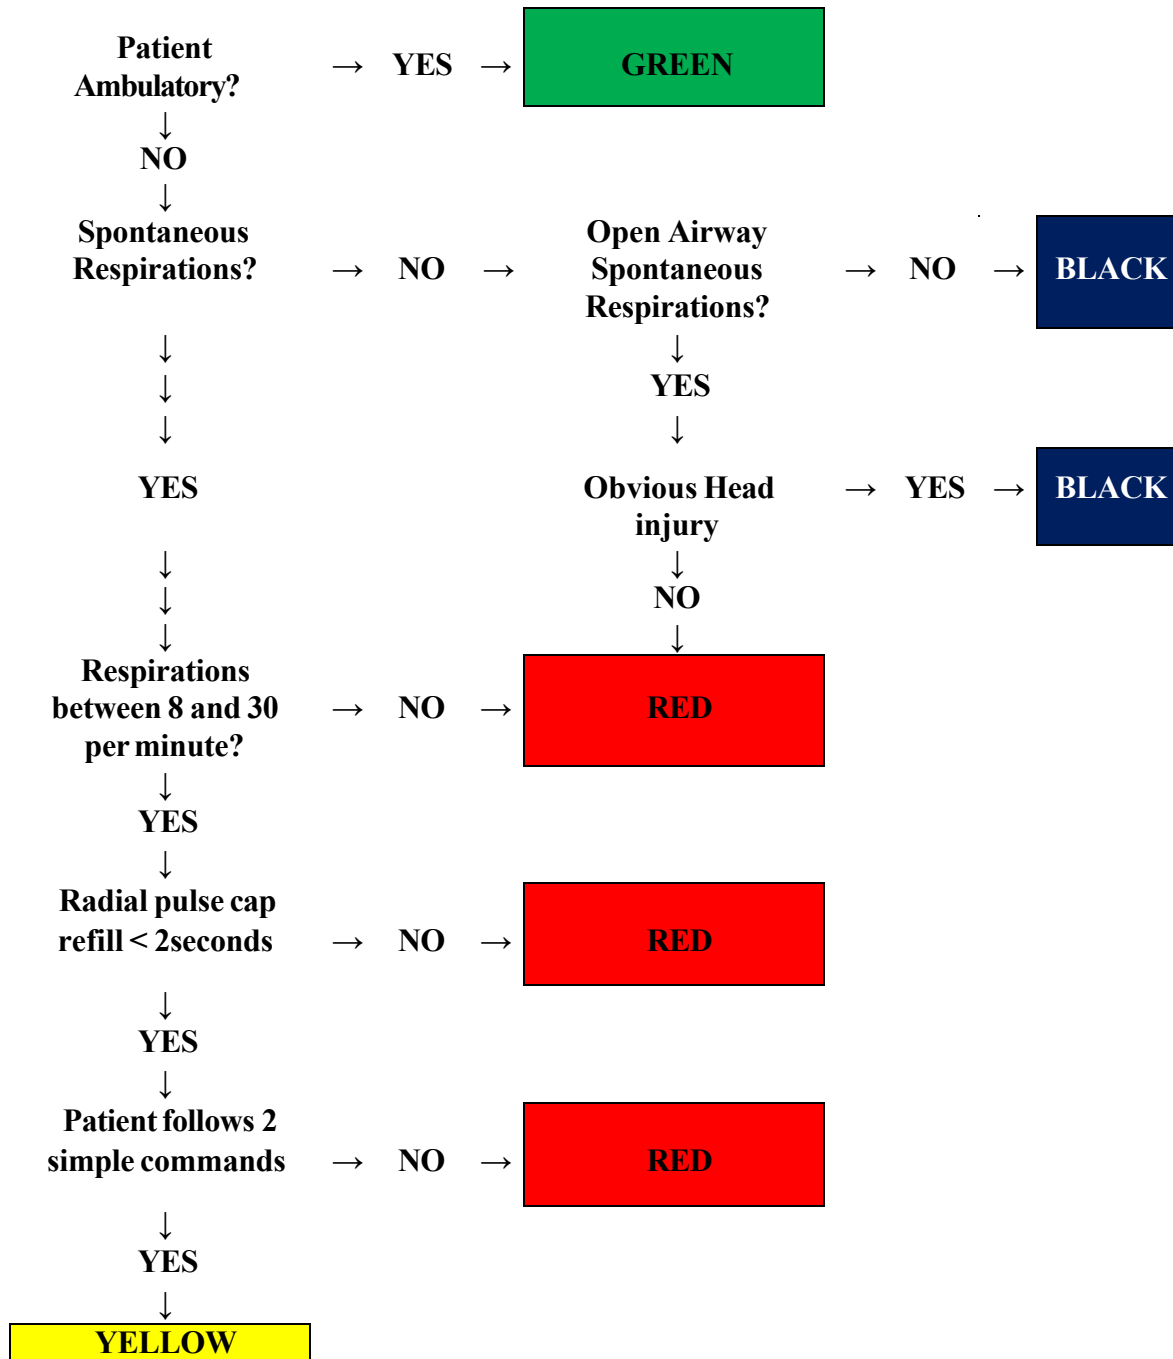 Patient
Ambulatory?
→ YES →
GREEN
↓
NO
↓
Spontaneous
Respirations?
→ NO →
Open Airway
Spontaneous
Respirations?
→ NO →
BLACK
↓
↓
↓
YES
↓
YES
↓
Obvious Head
injury
→ YES →
BLACK
↓
↓
↓
↓
NO
↓
Respirations
between 8 and 30
per minute?
→ NO →
RED
↓
YES
↓
Radial pulse cap
refill < 2seconds
→ NO →
RED
↓
YES
↓
Patient follows 2
simple commands
→ NO →
RED
↓
YES
↓
YELLOW